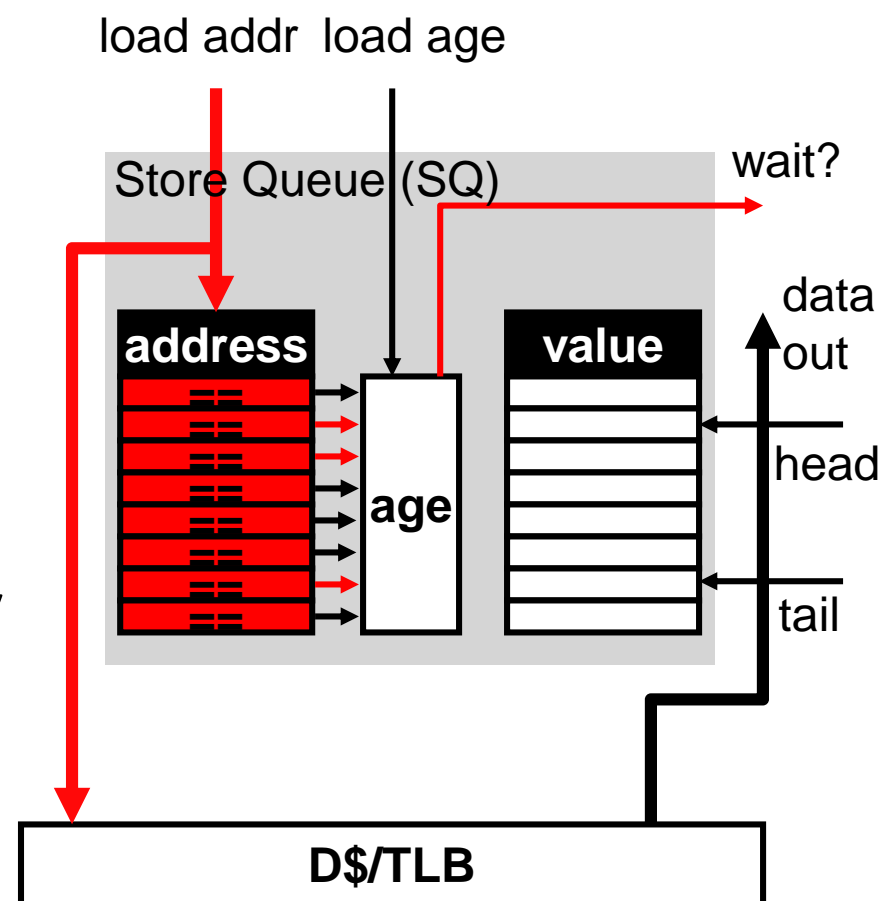 load addr load age
Store Queue (SQ)
wait?
data
out
address
value
==
==
==
==
==
==
==
==
age
head
tail
D$/TLB